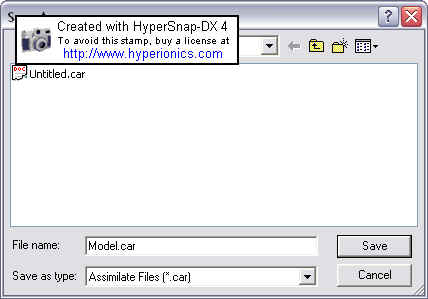 Created with HyperSnap-DX 4
To avoid this stamp, buy a license at
http://www.hyperionics.com
Untitled.car
File name:
Model.car
Save
Save as type:
Assimilate Files (*.car)
Cancel